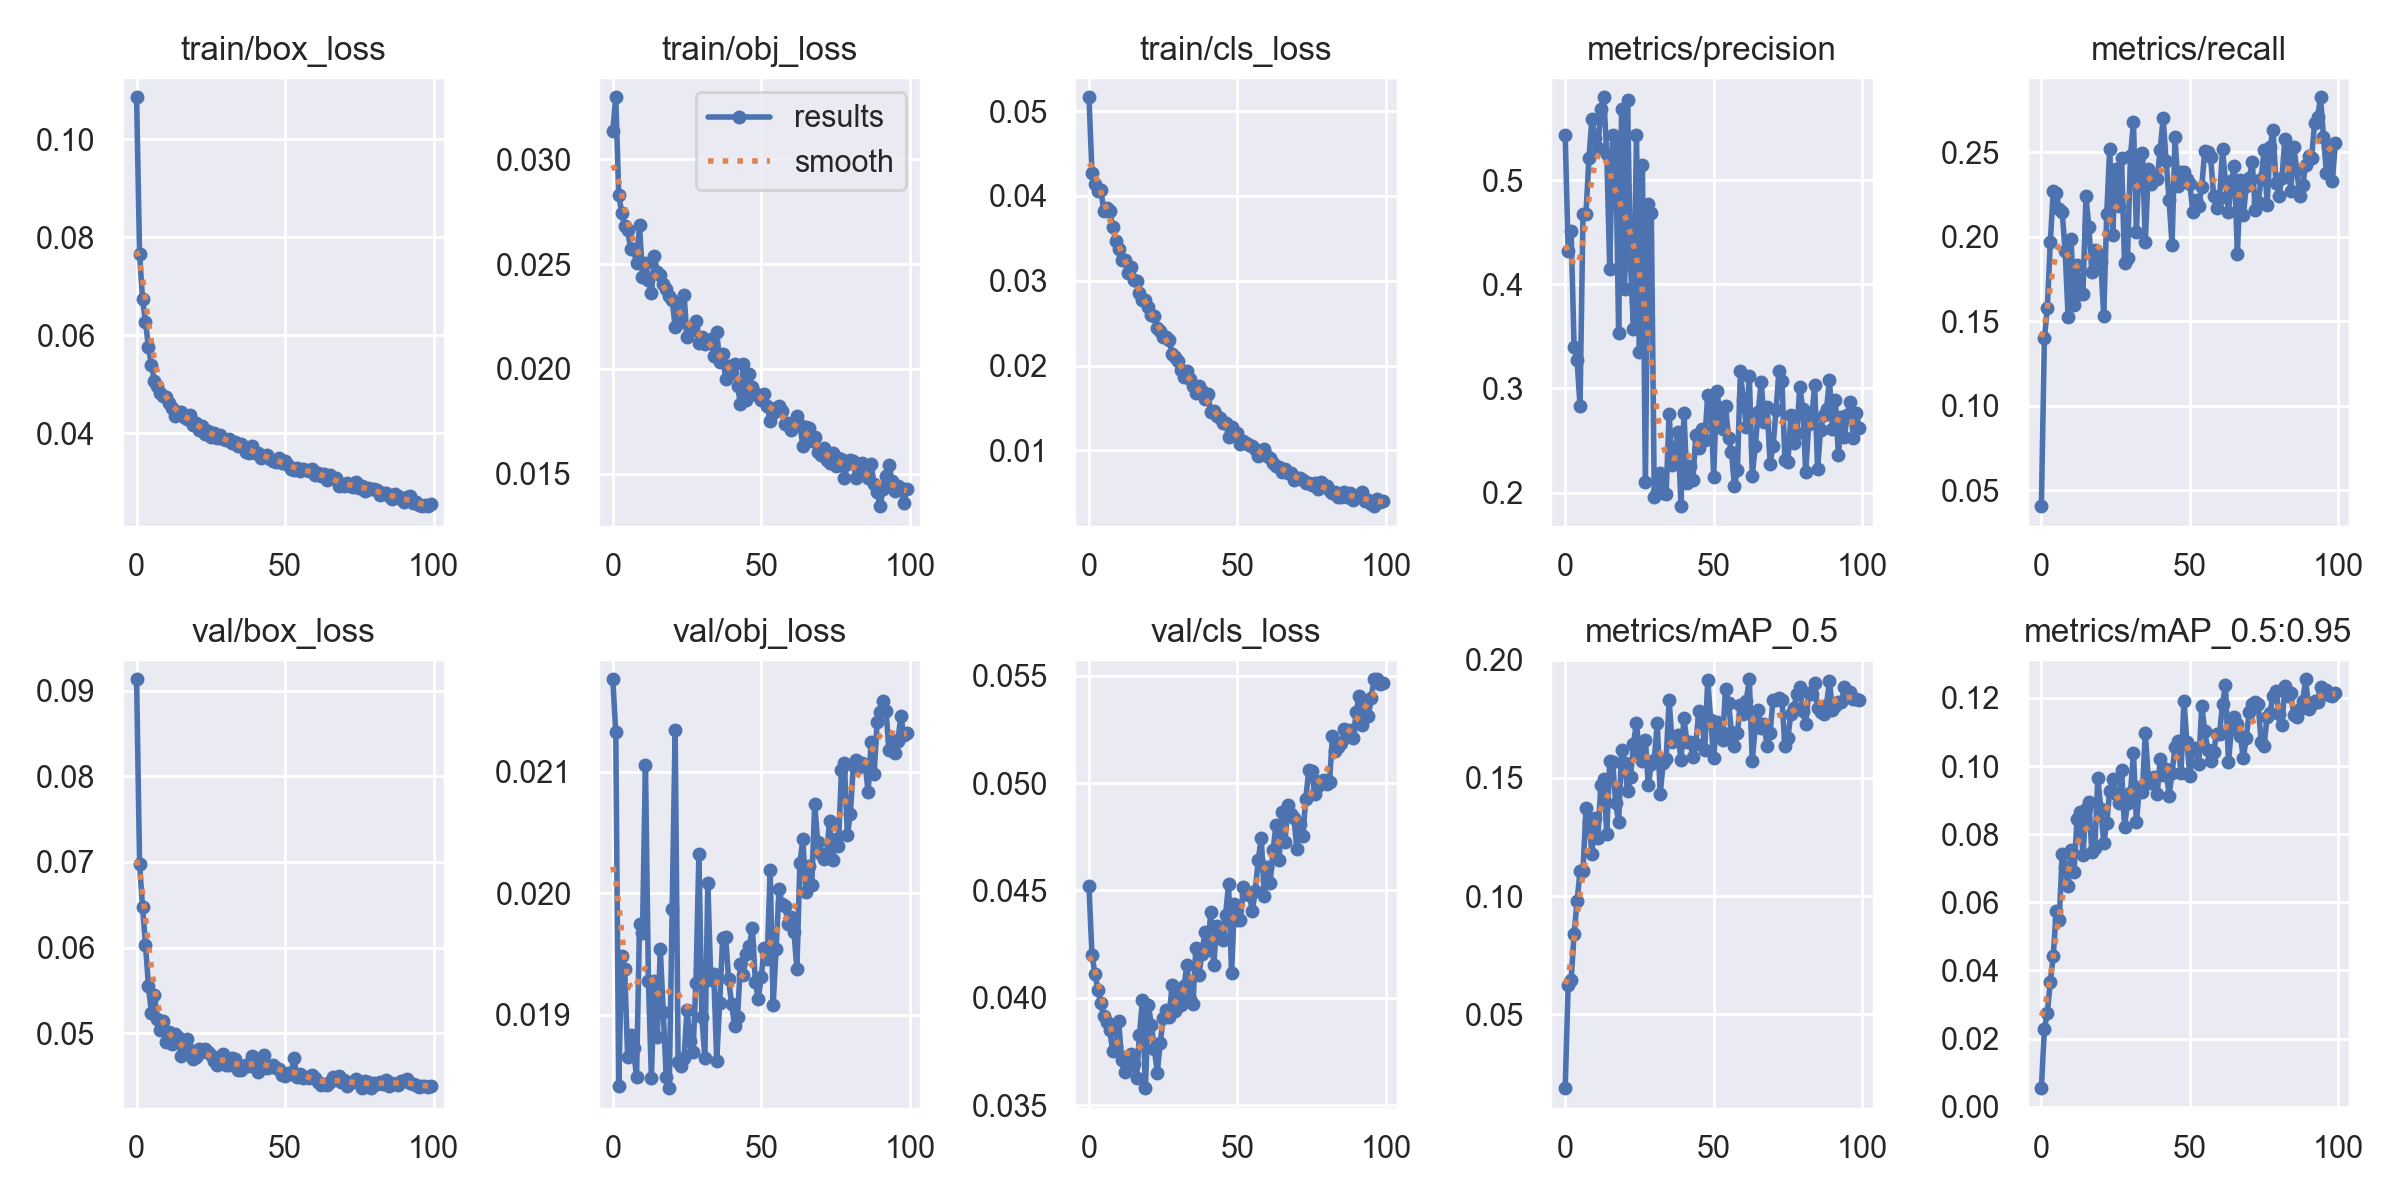 train/box_loss
0.10
0.08
0.06
0.04
0 50 100
train/obj_loss
results
smooth
0.030
0.025
0.020
0.015
0 50 100
train/cls_loss
0.05
0.04
0.03
0.02
0.01
0 50 100
metrics/precision
0.5
0.4
0.3
0.2
0 50 100
metrics/recall
0.25
0.20
0.15
0.10
0.05
0 50 100
val/box_loss
0.09
0.08
0.07
0.06
0.05
0 50 100
val/obj_loss
0.021
0.020
0.019
0 50 100
val/cls_loss
0.055
0.050
0.045
0.040
0.035
0 50 100
metrics/mAP_0.5
0.20
0.15
0.10
0.05
0 50 100
metrics/mAP_0.5:0.95
0.12
0.10
0.08
0.06
0.04
0.02
0.00
0 50 100